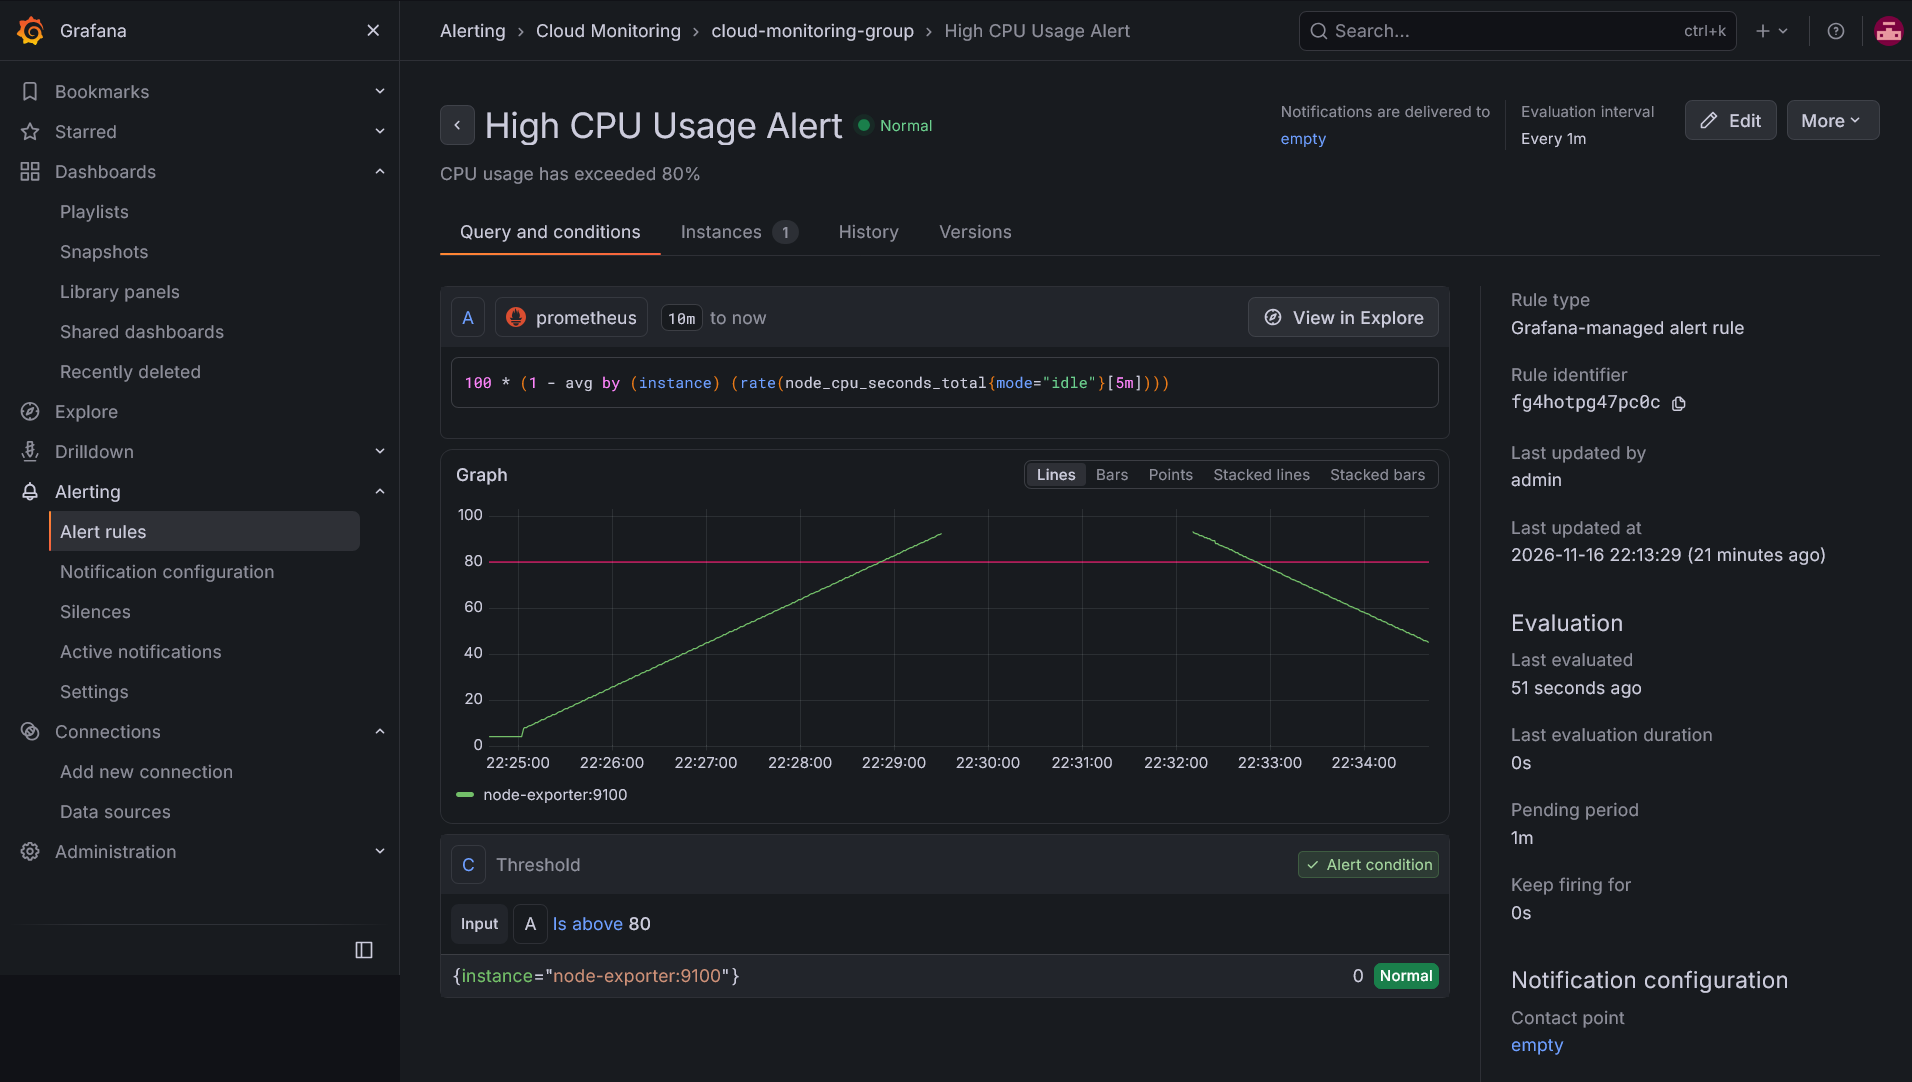 Grafana
Bookmarks
Starred
Dashboards
Playlists
Snapshots
Library panels
Shared dashboards
Recently deleted
Explore
Drilldown
Alerting
Alert rules
Notification configuration
Silences
Active notifications
Settings
Connections
Add new connection
Data sources
Administration
Alerting › Cloud Monitoring › cloud-monitoring-group › High CPU Usage Alert
Search... ctrl+k
High CPU Usage Alert Normal
CPU usage has exceeded 80%
Notifications are delivered to
empty
Evaluation interval
Every 1m
Edit
More
Query and conditions Instances 1 History Versions
A prometheus 10m to now View in Explore
100 * (1 - avg by (instance) (rate(node_cpu_seconds_total{mode="idle"}[5m])))
Graph Lines Bars Points Stacked lines Stacked bars
100
80
60
40
20
0
22:25:00 22:26:00 22:27:00 22:28:00 22:29:00 22:30:00 22:31:00 22:32:00 22:33:00 22:34:00
node-exporter:9100
C Threshold Alert condition
Input A Is above 80
{instance="node-exporter:9100"} 0 Normal
Rule type
Grafana-managed alert rule
Rule identifier
fg4hotpg47pc0c
Last updated by
admin
Last updated at
2026-11-16 22:13:29 (21 minutes ago)
Evaluation
Last evaluated
51 seconds ago
Last evaluation duration
0s
Pending period
1m
Keep firing for
0s
Notification configuration
Contact point
empty